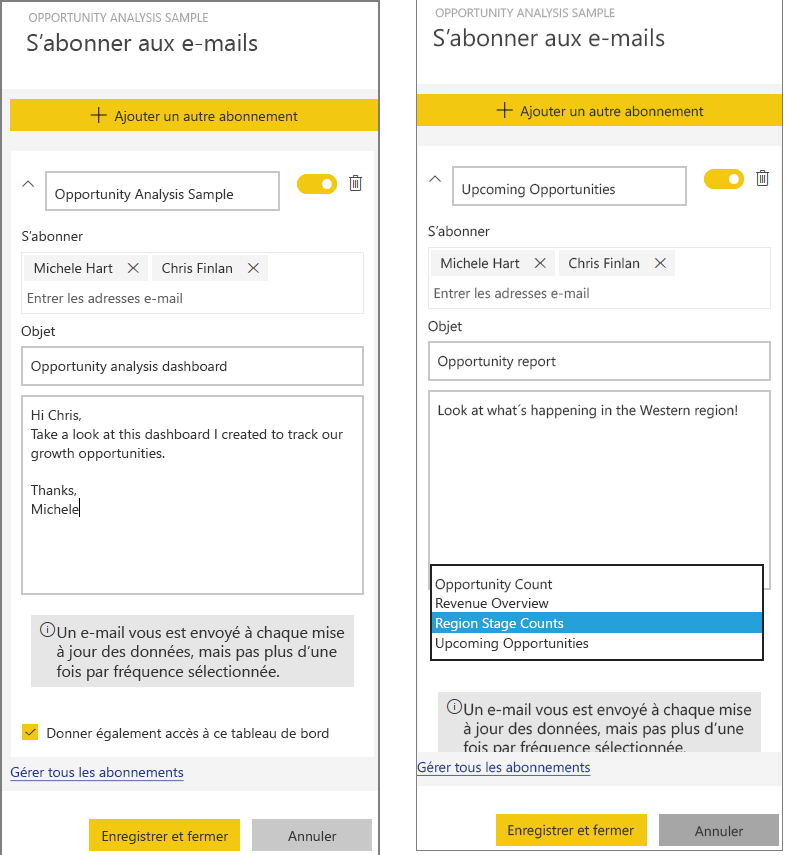 OPPORTUNITY ANALYSIS SAMPLE
S’abonner aux e-mails
Ajouter un autre abonnement
Opportunity Analysis Sample
S’abonner
Michele Hart
Chris Finlan
Entrer les adresses e-mail
Objet
Opportunity analysis dashboard
Hi Chris,
Take a look at this dashboard I created to track our
growth opportunities.
Thanks,
Michele
Un e-mail vous est envoyé à chaque mise
à jour des données, mais pas plus d’une
fois par fréquence sélectionnée.
Donner également accès à ce tableau de bord
Gérer tous les abonnements
Enregistrer et fermer
Annuler
OPPORTUNITY ANALYSIS SAMPLE
S’abonner aux e-mails
Ajouter un autre abonnement
Upcoming Opportunities
S’abonner
Michele Hart
Chris Finlan
Entrer les adresses e-mail
Objet
Opportunity report
Look at what´s happening in the Western region!
Opportunity Count
Revenue Overview
Region Stage Counts
Upcoming Opportunities
Un e-mail vous est envoyé à chaque mise
à jour des données, mais pas plus d’une
fois par fréquence sélectionnée.
Gérer tous les abonnements
Enregistrer et fermer
Annuler